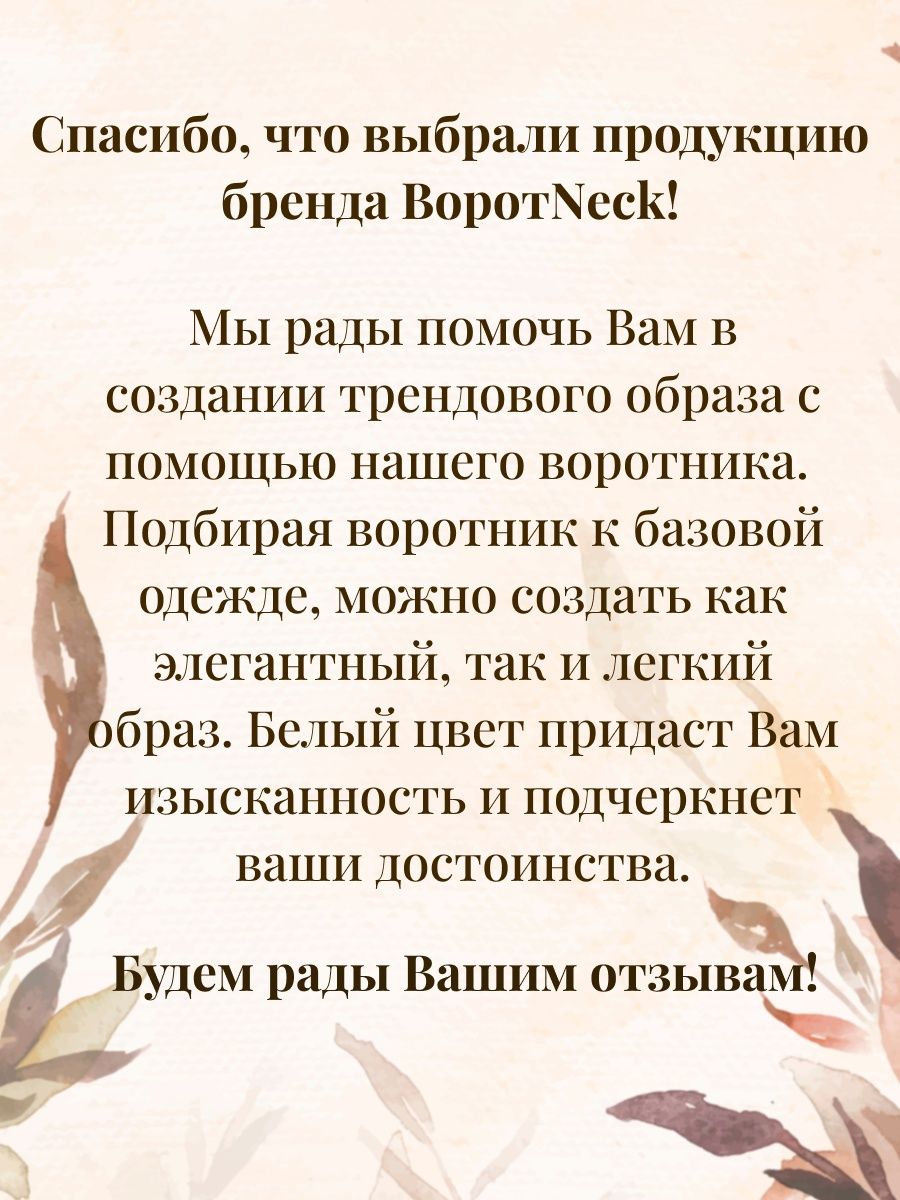 Спасибо, что выбрали продукцию
бренда ВоротNeck!
Мы рады помочь Вам в
создании трендового образа с
помощью нашего воротника.
Подбирая воротник к базовой
одежде, можно создать как
элегантный, так и легкий
образ. Белый цвет придаст Вам
изысканность и подчеркнет
ваши достоинства.
Будем рады Вашим отзывам!